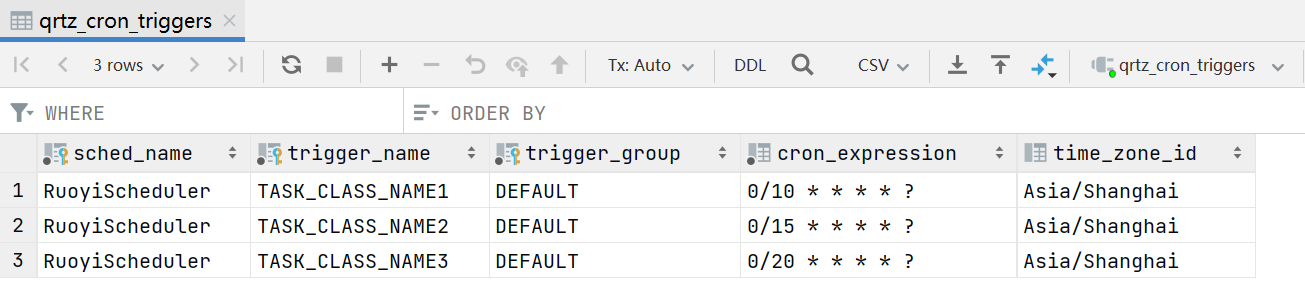 qrtz_cron_triggers
3 rows Tx: Auto DDL CSV qrtz_cron_triggers
WHERE ORDER BY
sched_name trigger_name trigger_group cron_expression time_zone_id
1 RuoyiScheduler TASK_CLASS_NAME1 DEFAULT 0/10 * * * * ? Asia/Shanghai
2 RuoyiScheduler TASK_CLASS_NAME2 DEFAULT 0/15 * * * * ? Asia/Shanghai
3 RuoyiScheduler TASK_CLASS_NAME3 DEFAULT 0/20 * * * * ? Asia/Shanghai